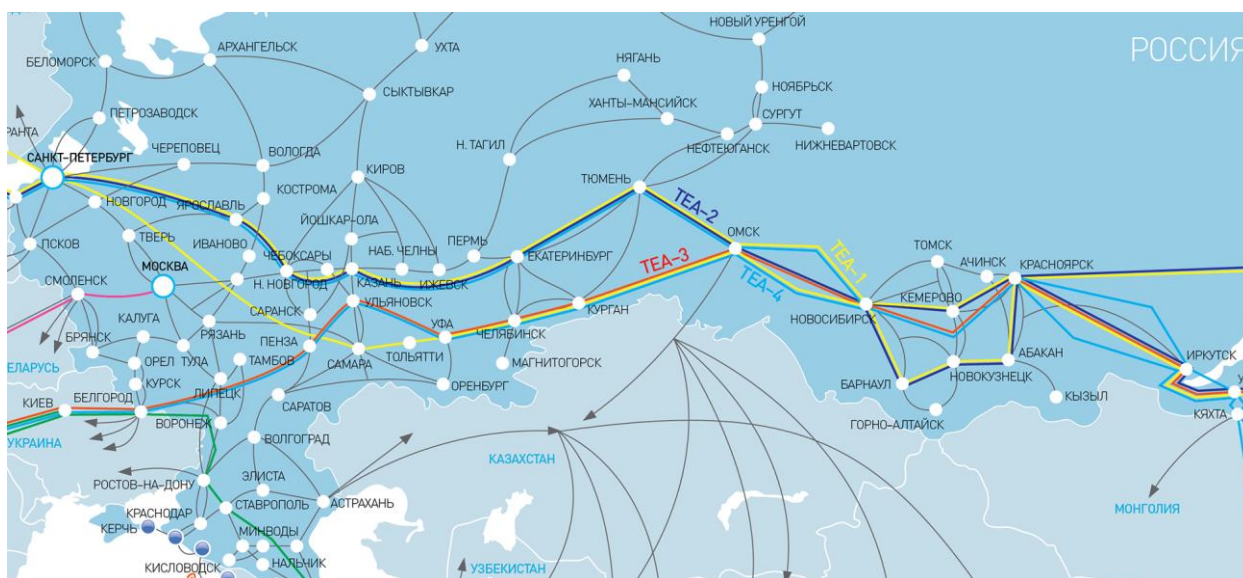 НОВЫЙ УРЕНГОЙ
УХТА
АРХАНГЕЛЬСК
РОССИЯ
БЕЛОМОРСК
НЯГАНЬ
СЫКТЫВКАР
НОЯБРЬСК
ХАНТЫ-МАНСИЙСК
ПЕТРОЗАВОДСК
СУРГУТ
РАНТА
НЕФТЕЮГАНСК
НИЖНЕВАРТОВСК
ЧЕРЕПОВЕЦ
ВОЛОГДА
Н. ТАГИЛ
САНКТ-ПЕТЕРБУРГ
КИРОВ
ТЮМЕНЬ
КОСТРОМА
НОВГОРОД
ЯРОСЛАВЛЬ
ТЕА-2
ЙОШКАР-ОЛА
ОМСК
ТВЕРЬ
ИВАНОВО
ПЕРМЬ
ПСКОВ
ЧЕБОКСАРЫ
НАБ. ЧЕЛНЫ
ЕКАТЕРИНБУРГ
ТЕА-3
ТЕА-1
ТОМСК
МОСКВА
АЧИНСК
КРАСНОЯРСК
СМОЛЕНСК
Н. НОВГОРОД
КАЗАНЬ
ИЖЕВСК
ТЕА-4
УЛЬЯНОВСК
КЕМЕРОВО
КУРГАН
САРАНСК
КАЛУГА
НОВОСИБИРСК
УФА
РЯЗАНЬ
ЧЕЛЯБИНСК
БРЯНСК
ПЕНЗА
ТОЛЬЯТТИ
ИРКУТСК
ЕЛАРУСЬ
ОРЕЛ
ТУЛА
ТАМБОВ
САМАРА
МАГНИТОГОРСК
АБАКАН
НОВОКУЗНЕЦК
У
КУРСК
ОРЕНБУРГ
БАРНАУЛ
ЛИПЕЦК
КЫЗЫЛ
КИЕВ
БЕЛГОРОД
САРАТОВ
КЯХТА
ВОРОНЕЖ
ГОРНО-АЛТАЙСК
УКРАИНА
ВОЛГОГРАД
КАЗАХСТАН
ЭЛИСТА
РОСТОВ-НА-ДОНУ
АСТРАХАНЬ
СТАВРОПОЛЬ
МОНГОЛИЯ
КРАСНОДАР
КЕРЧЬ
МИНВОДЫ
НАЛЬЧИК
КИСЛОВОДСК
УЗБЕКИСТАН